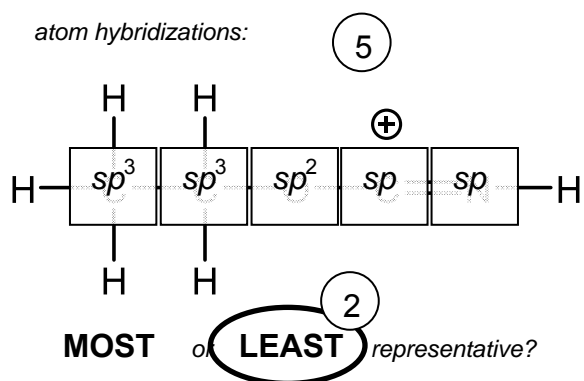 atom hybridizations:
5
H H
⊕
H sp³ sp³ sp² sp sp H
H H
2
MOST or LEAST representative?